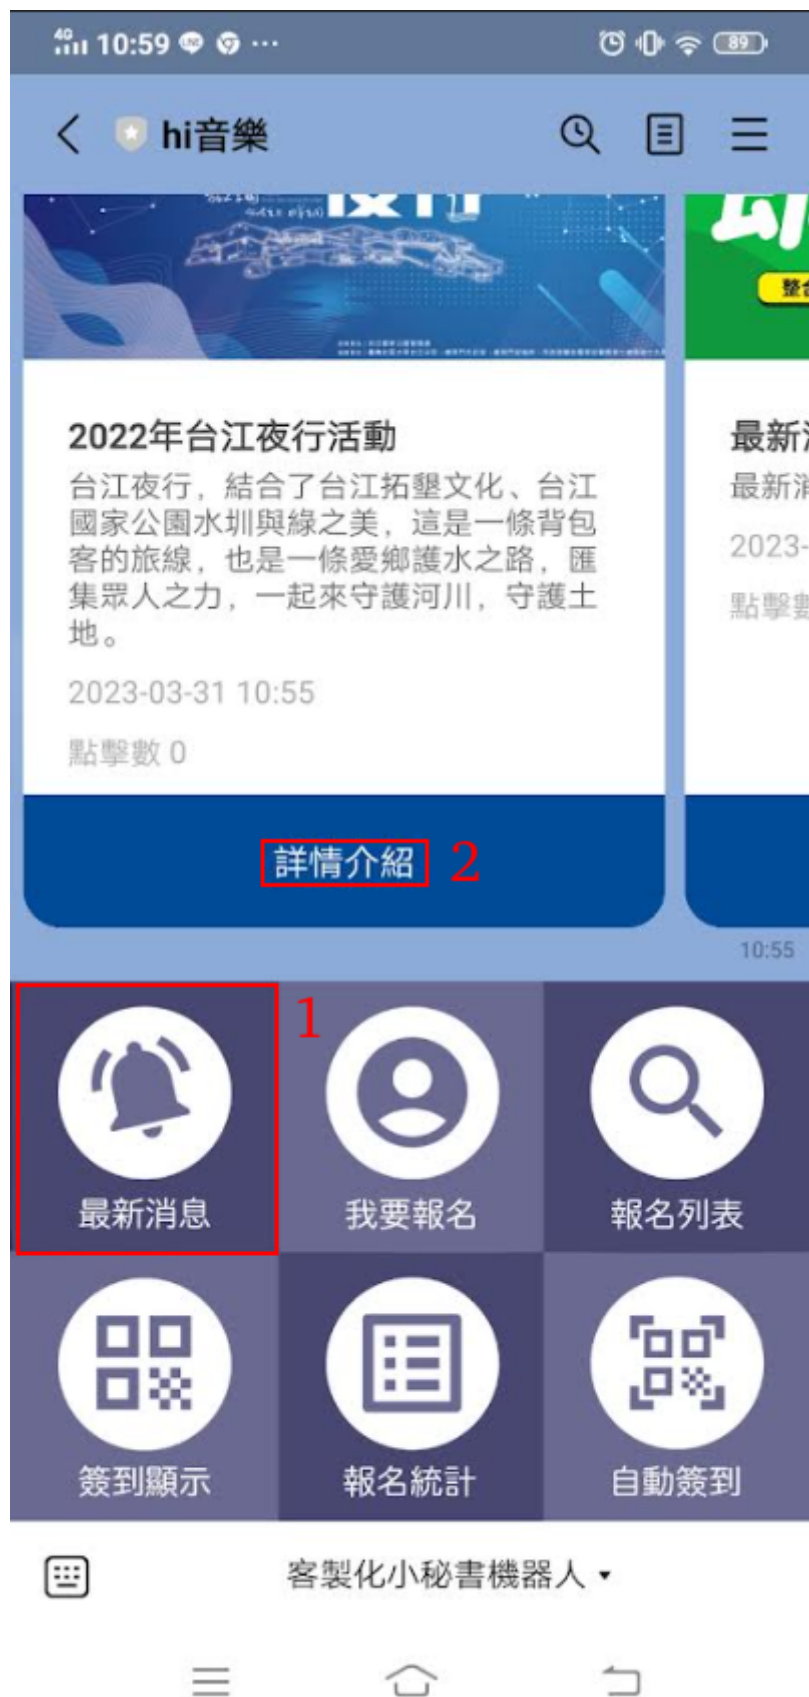 4G 10:59
89
hi音樂
整合
2022年台江夜行活動
台江夜行，結合了台江拓墾文化、台江
國家公園水圳與綠之美，這是一條背包
客的旅線，也是一條愛鄉護水之路，匯
集眾人之力，一起來守護河川，守護土
地。
2023-03-31 10:55
點擊數 0
詳情介紹 2
最新
最新消
2023-
點擊數
10:55
1
最新消息
我要報名
報名列表
簽到顯示
報名統計
自動簽到
客製化小秘書機器人